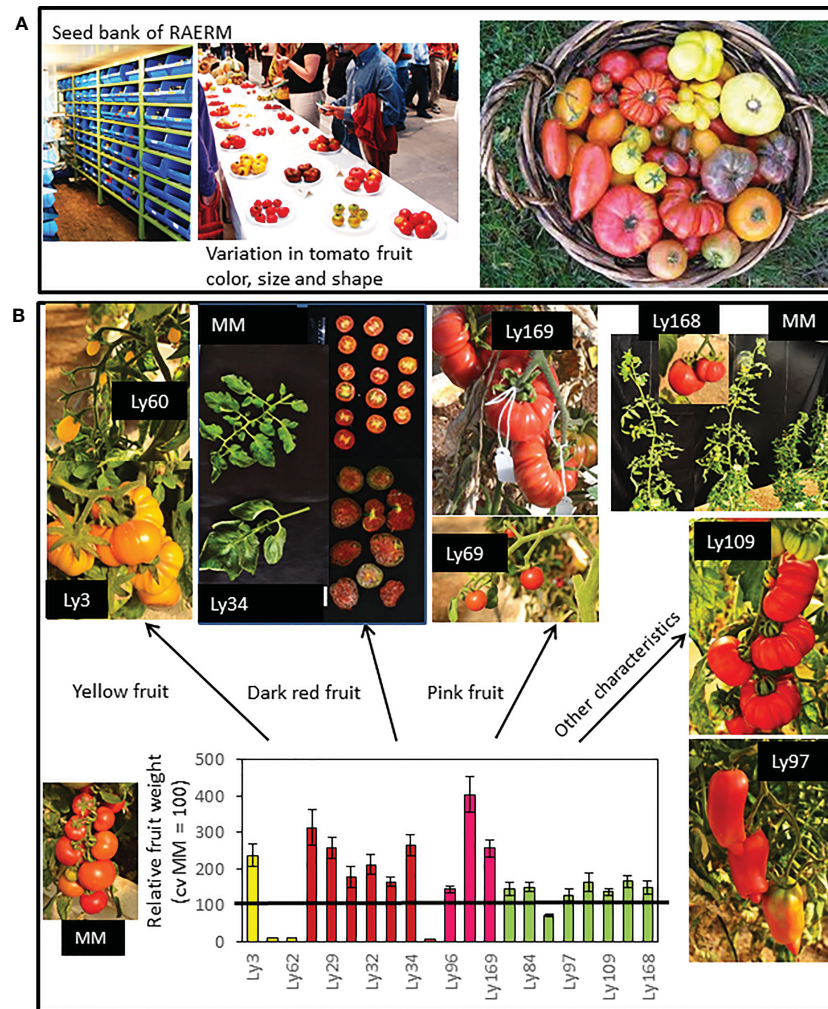 A
Seed bank of RAERM
Variation in tomato fruit
color, size and shape
B
Ly60
Ly3
MM
Ly34
Ly169
Ly69
Ly168
MM
Ly109
Ly97
Yellow fruit
Dark red fruit
Pink fruit
Other characteristics
MM
Relative fruit weight
(cv MM = 100)
500
400
300
200
100
0
Ly3
Ly62
Ly29
Ly32
Ly34
Ly96
Ly169
Ly84
Ly97
Ly109
Ly168